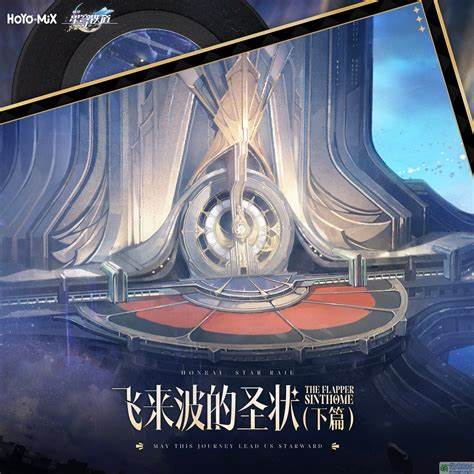 HOYO-MiX
崩坏 星穹铁道
HONKAI STAR RAIL
飞来波的圣状
THE FLAPPER
SINTHOME
(下篇)
MAY THIS JOURNEY LEAD US STARWARD